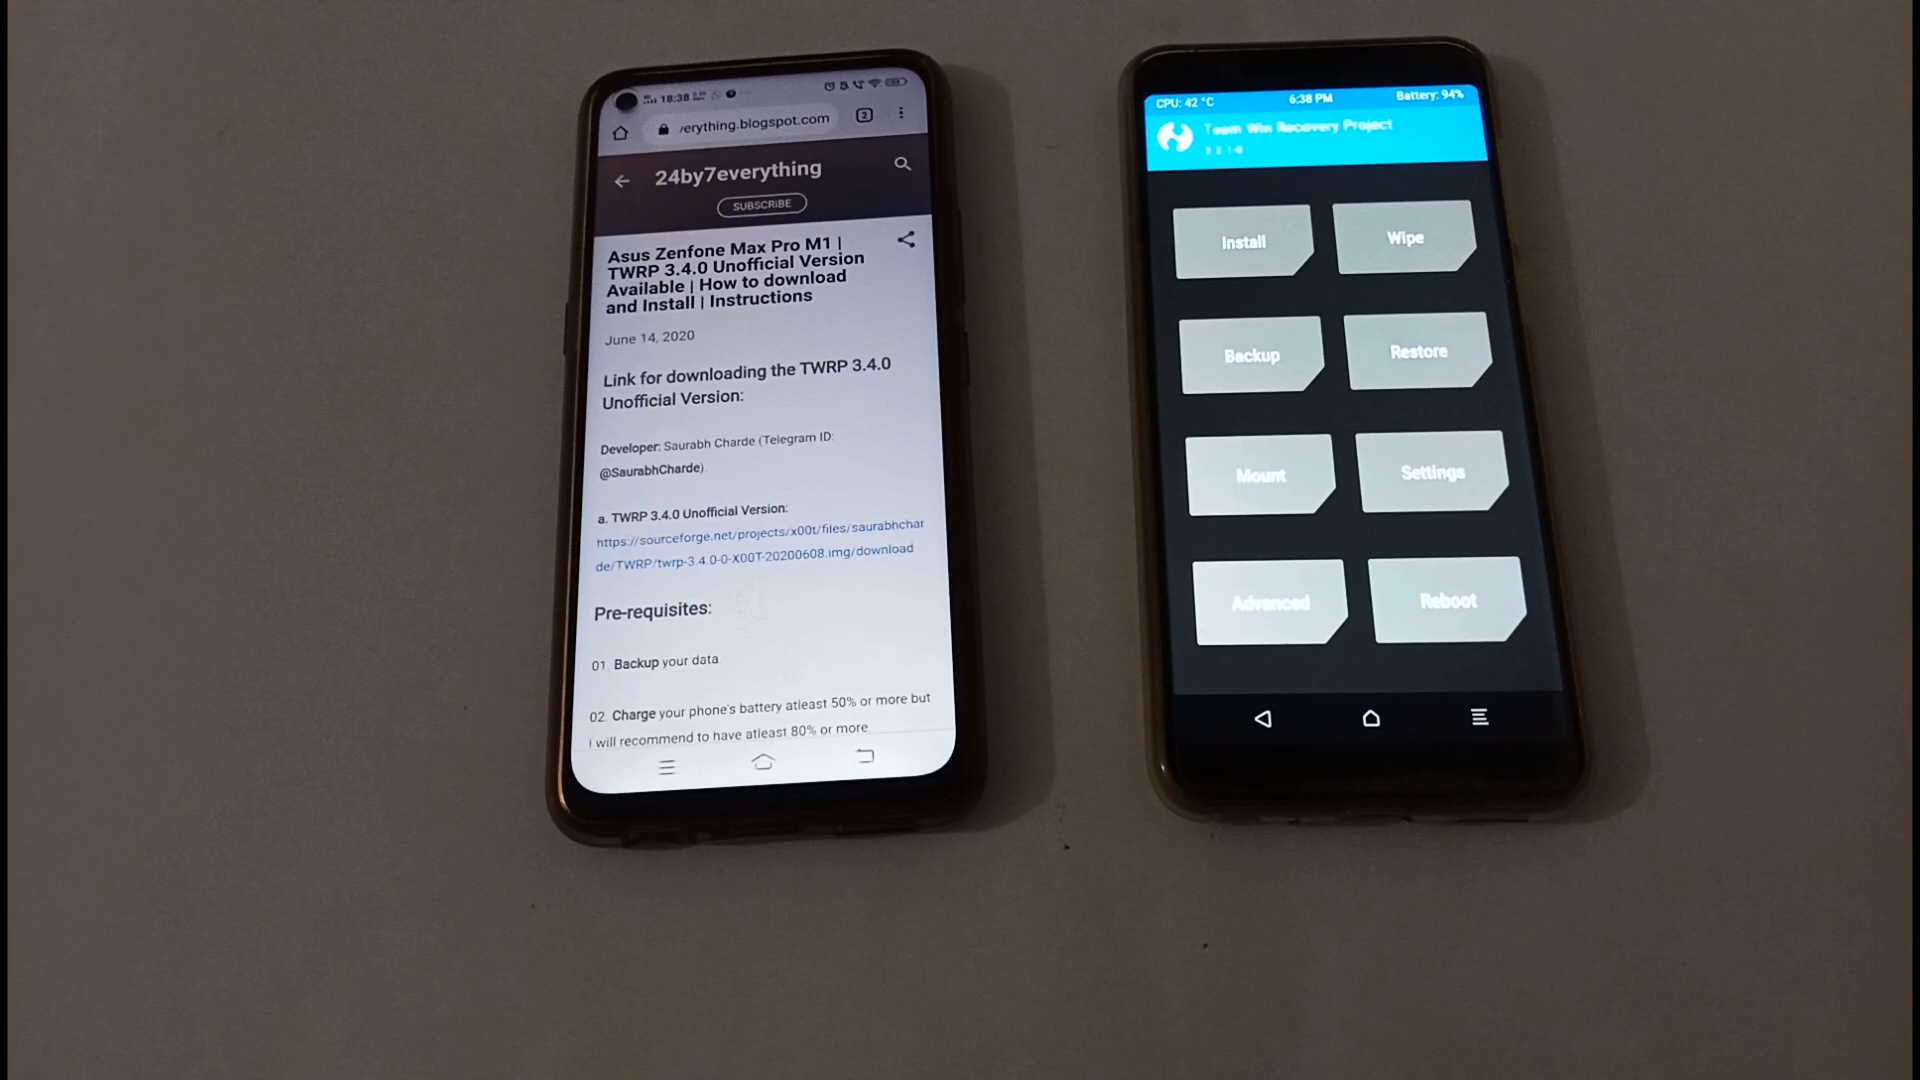 18:38
/erything.blogspot.com
2
24by7everything
SUBSCRIBE
Asus Zenfone Max Pro M1 |
TWRP 3.4.0 Unofficial Version
Available | How to download
and Install | Instructions
June 14, 2020
Link for downloading the TWRP 3.4.0
Unofficial Version:
Developer: Saurabh Charde (Telegram ID:
@SaurabhCharde)
a. TWRP 3.4.0 Unofficial Version:
https://sourceforge.net/projects/x00t/files/saurabhchar
de/TWRP/twrp-3.4.0-0-X00T-20200608.img/download
Pre-requisites:
01. Backup your data.
02. Charge your phone's battery atleast 50% or more but
i will recommend to have atleast 80% or more
CPU: 42 °C
6:38 PM
Battery: 94%
Team Win Recovery Project
Install
Wipe
Backup
Restore
Mount
Settings
Advanced
Reboot